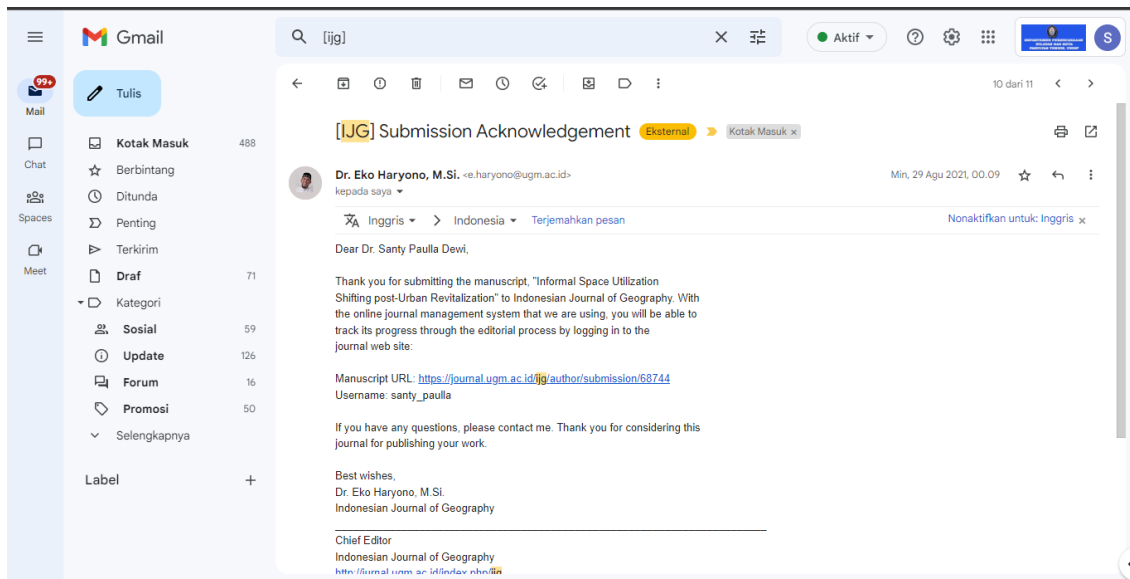 Gmail
[ijg]
Aktif
S
99+
Mail
Chat
Spaces
Meet
Tulis
Kotak Masuk 488
Berbintang
Ditunda
Penting
Terkirim
Draf 71
Kategori
Sosial 59
Update 126
Forum 16
Promosi 50
Selengkapnya
Label +
10 dari 11
[IJG] Submission Acknowledgement Eksternal Kotak Masuk x
Dr. Eko Haryono, M.Si. <e.haryono@ugm.ac.id> Min, 29 Agu 2021, 00.09
kepada saya
Inggris > Indonesia Terjemahkan pesan Nonaktifkan untuk: Inggris x
Dear Dr. Santy Paulla Dewi,
Thank you for submitting the manuscript, "Informal Space Utilization
Shifting post-Urban Revitalization" to Indonesian Journal of Geography. With
the online journal management system that we are using, you will be able to
track its progress through the editorial process by logging in to the
journal web site:
Manuscript URL: https://journal.ugm.ac.id/ijg/author/submission/68744
Username: santy_paulla
If you have any questions, please contact me. Thank you for considering this
journal for publishing your work.
Best wishes,
Dr. Eko Haryono, M.Si.
Indonesian Journal of Geography
Chief Editor
Indonesian Journal of Geography
http://jurnal.ugm.ac.id/index.php/ijg